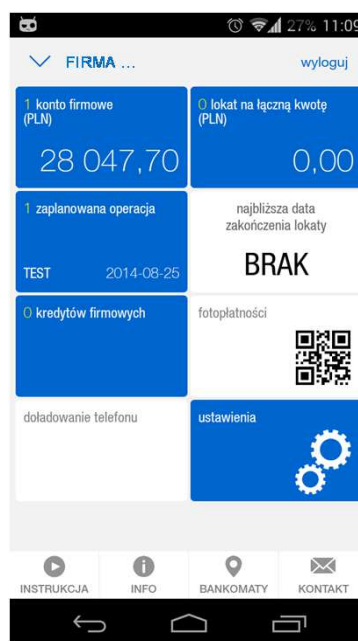 27% 11:09
FIRMA ...
wyloguj
1 konto firmowe
(PLN)
28 047,70
0 lokat na łączną kwotę
(PLN)
0,00
1 zaplanowana operacja
TEST 2014-08-25
najbliższa data
zakończenia lokaty
BRAK
0 kredytów firmowych
fotopłatności
doładowanie telefonu
ustawienia
INSTRUKCJA
INFO
BANKOMATY
KONTAKT